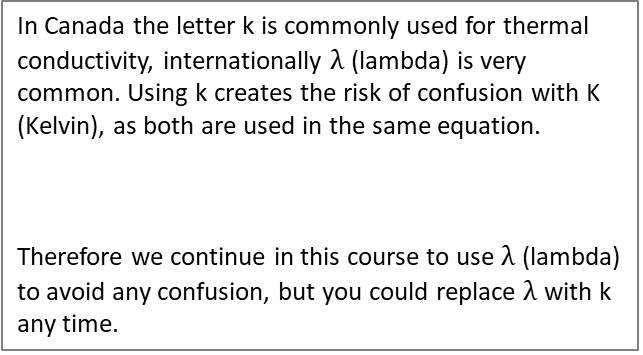 In Canada the letter k is commonly used for thermal
conductivity, internationally λ (lambda) is very
common. Using k creates the risk of confusion with K
(Kelvin), as both are used in the same equation.
Therefore we continue in this course to use λ (lambda)
to avoid any confusion, but you could replace λ with k
any time.